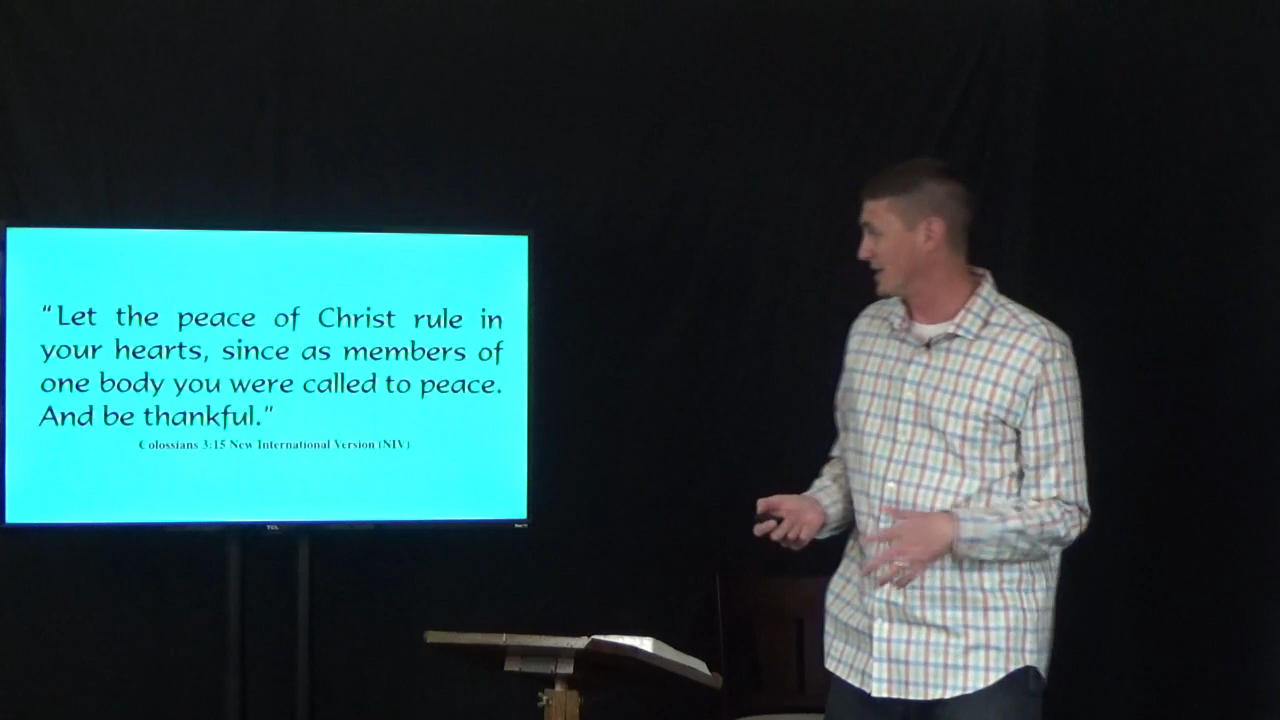 “Let the peace of Christ rule in
your hearts, since as members of
one body you were called to peace.
And be thankful.”
Colossians 3:15 New International Version (NIV)
TCL